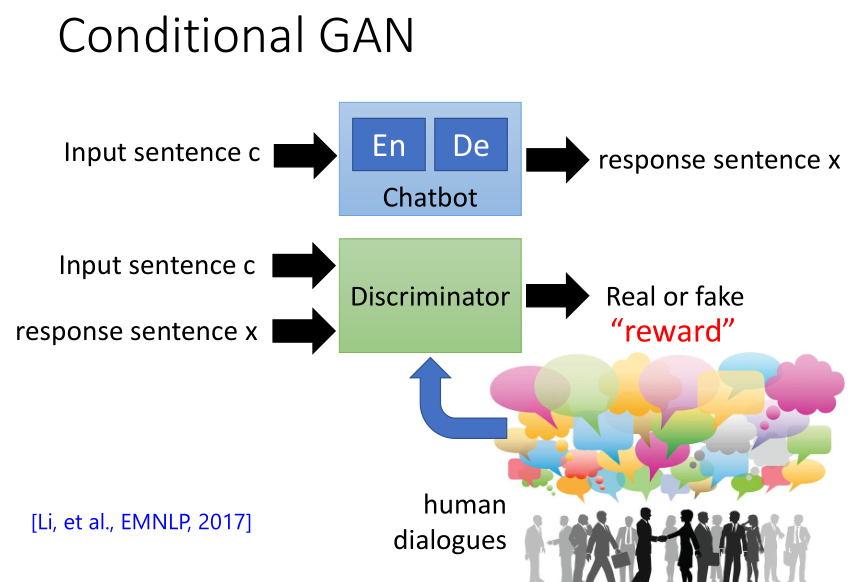 Conditional GAN
Input sentence c
En
De
Chatbot
response sentence x
Input sentence c
response sentence x
Discriminator
Real or fake
“reward”
human
dialogues
[Li, et al., EMNLP, 2017]